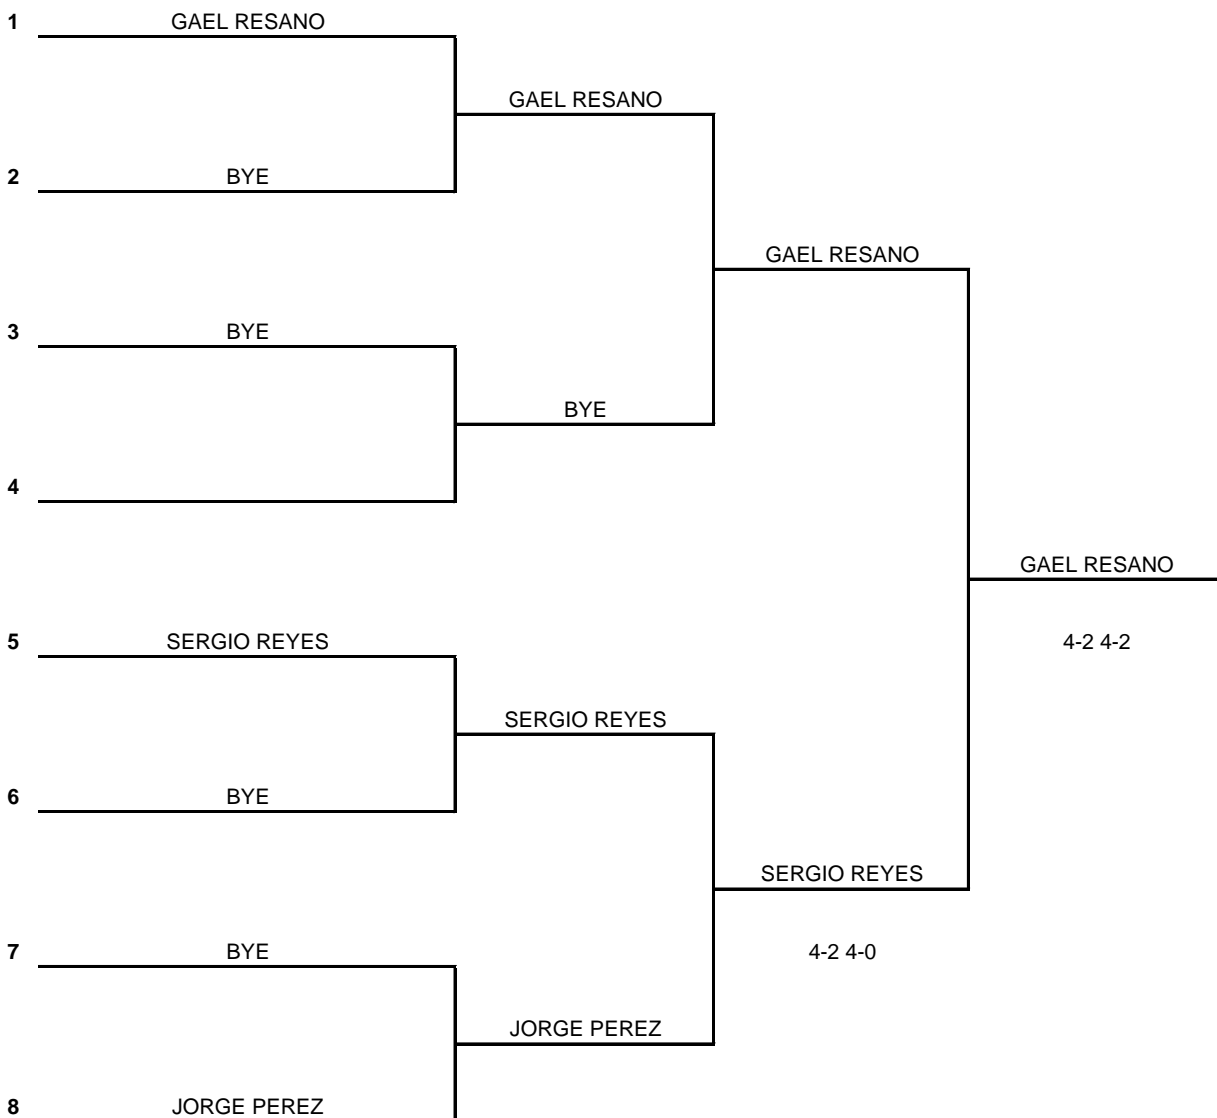 1 GAEL RESANO
GAEL RESANO
2 BYE
GAEL RESANO
3 BYE
BYE
4
GAEL RESANO
5 SERGIO REYES
4-2 4-2
SERGIO REYES
6 BYE
SERGIO REYES
7 BYE
4-2 4-0
JORGE PEREZ
8 JORGE PEREZ